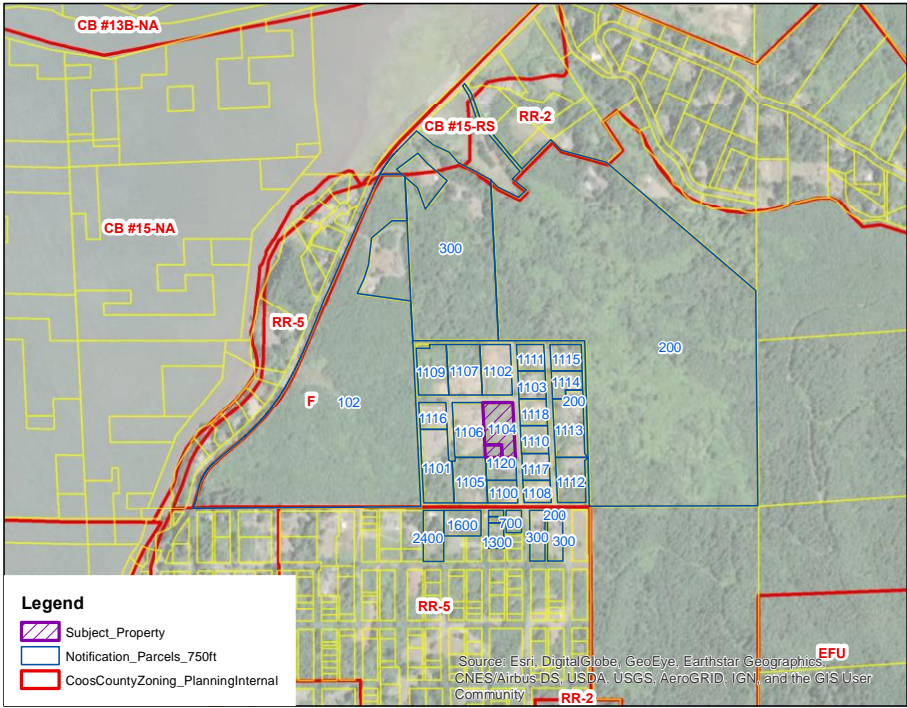 CB #13B-NA
CB #15-RS
RR-2
CB #15-NA
300
RR-5
200
F
102
1109
1107
1102
1111
1115
1103
1114
200
1116
1106
1104
1118
1113
1110
1101
1120
1117
1105
1100
1108
1112
2400
1600
700
200
1300
300
300
RR-5
EFU
RR-2
Legend
Subject_Property
Notification_Parcels_750ft
CoosCountyZoning_PlanningInternal
Source: Esri, DigitalGlobe, GeoEye, Earthstar Geographics,
CNES/Airbus DS, USDA, USGS, AeroGRID, IGN, and the GIS User
Community